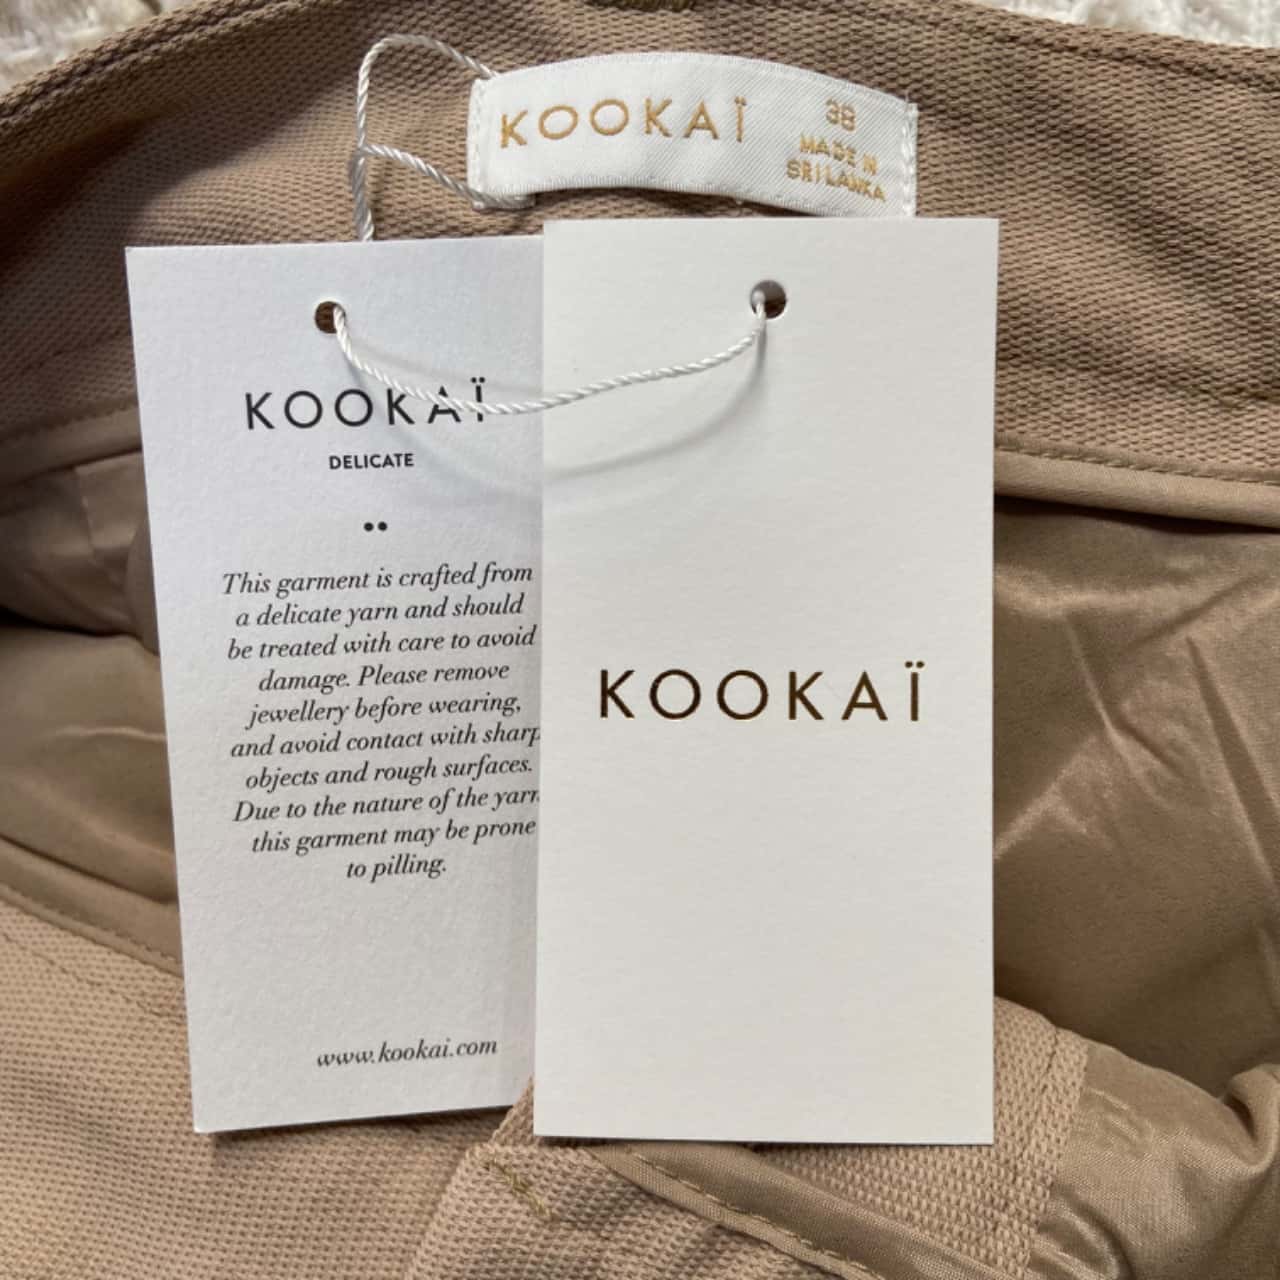 KOOKAÏ 38
MADE IN
SRI LANKA
KOOKAÏ
DELICATE
This garment is crafted from
a delicate yarn and should
be treated with care to avoid
damage. Please remove
jewellery before wearing,
and avoid contact with sharp
objects and rough surfaces.
Due to the nature of the yarn
this garment may be prone
to pilling.
www.kookai.com
KOOKAÏ